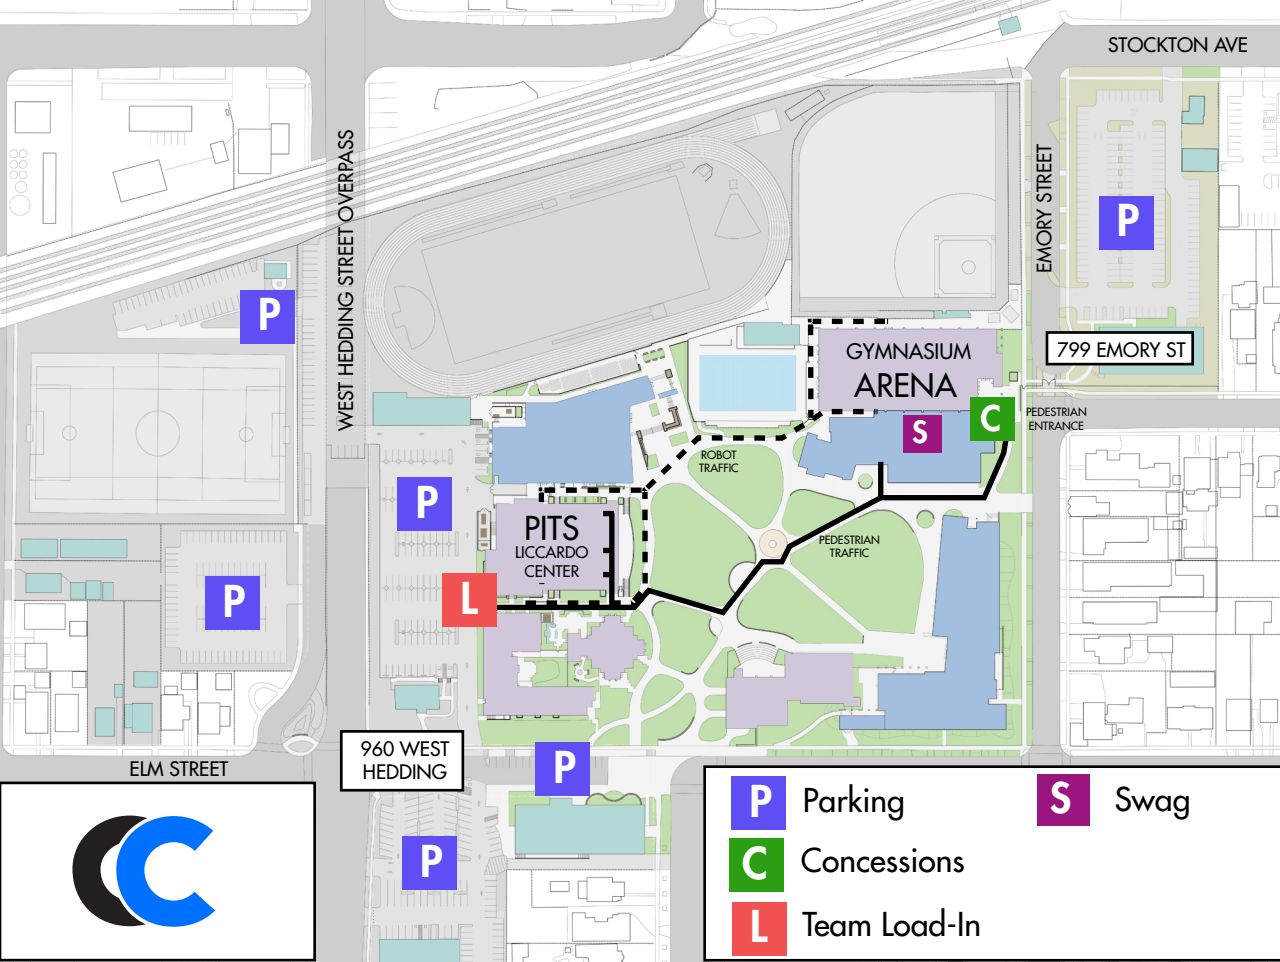 STOCKTON AVE
WEST HEDDING STREET OVERPASS
EMORY STREET
P
P
799 EMORY ST
GYMNASIUM
ARENA
C
S
PEDESTRIAN
ENTRANCE
ROBOT
TRAFFIC
P
PITS
LICCARDO
CENTER
PEDESTRIAN
TRAFFIC
P
L
960 WEST
HEDDING
P
ELM STREET
P
P Parking
S Swag
C Concessions
L Team Load-In